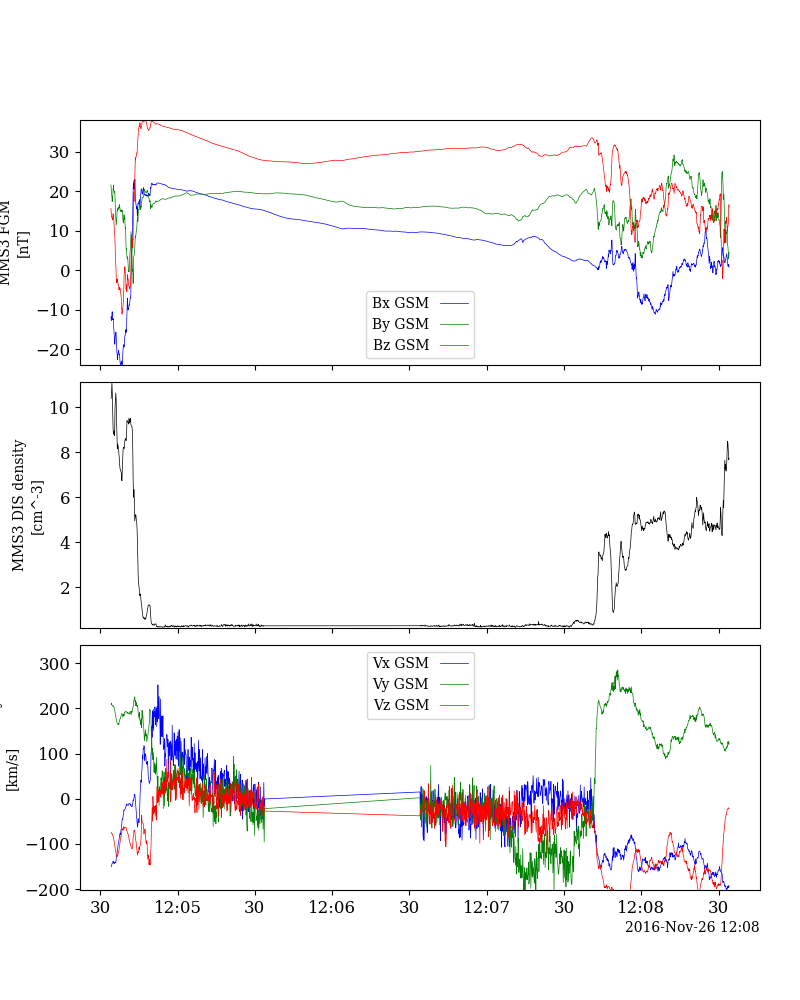 MMS3 FGM
[nT]
30
20
10
0
−10
−20
Bx GSM
By GSM
Bz GSM
MMS3 DIS density
[cm^-3]
10
8
6
4
2
[km/s]
300
200
100
0
−100
−200
Vx GSM
Vy GSM
Vz GSM
30
12:05
30
12:06
30
12:07
30
12:08
30
2016-Nov-26 12:08